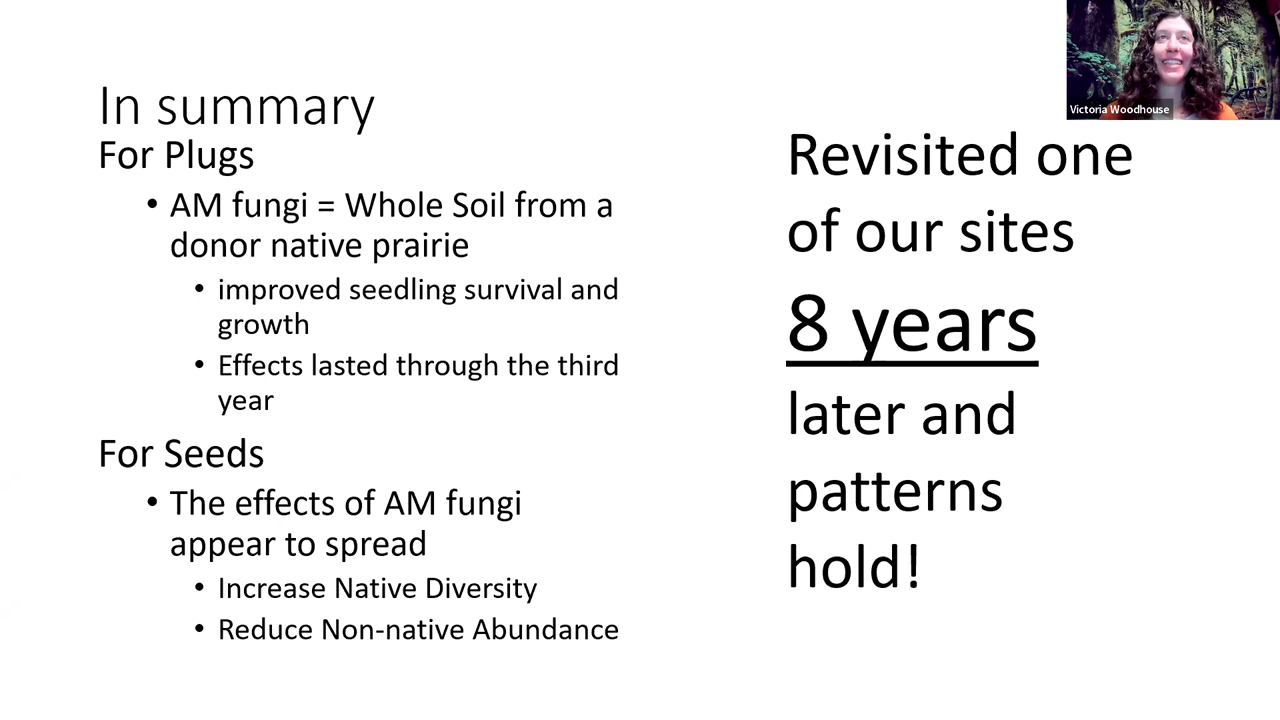 In summary
For Plugs
• AM fungi = Whole Soil from a
donor native prairie
• improved seedling survival and
growth
• Effects lasted through the third
year
For Seeds
• The effects of AM fungi
appear to spread
• Increase Native Diversity
• Reduce Non-native Abundance
Victoria Woodhouse
Revisited one
of our sites
8 years
later and
patterns
hold!